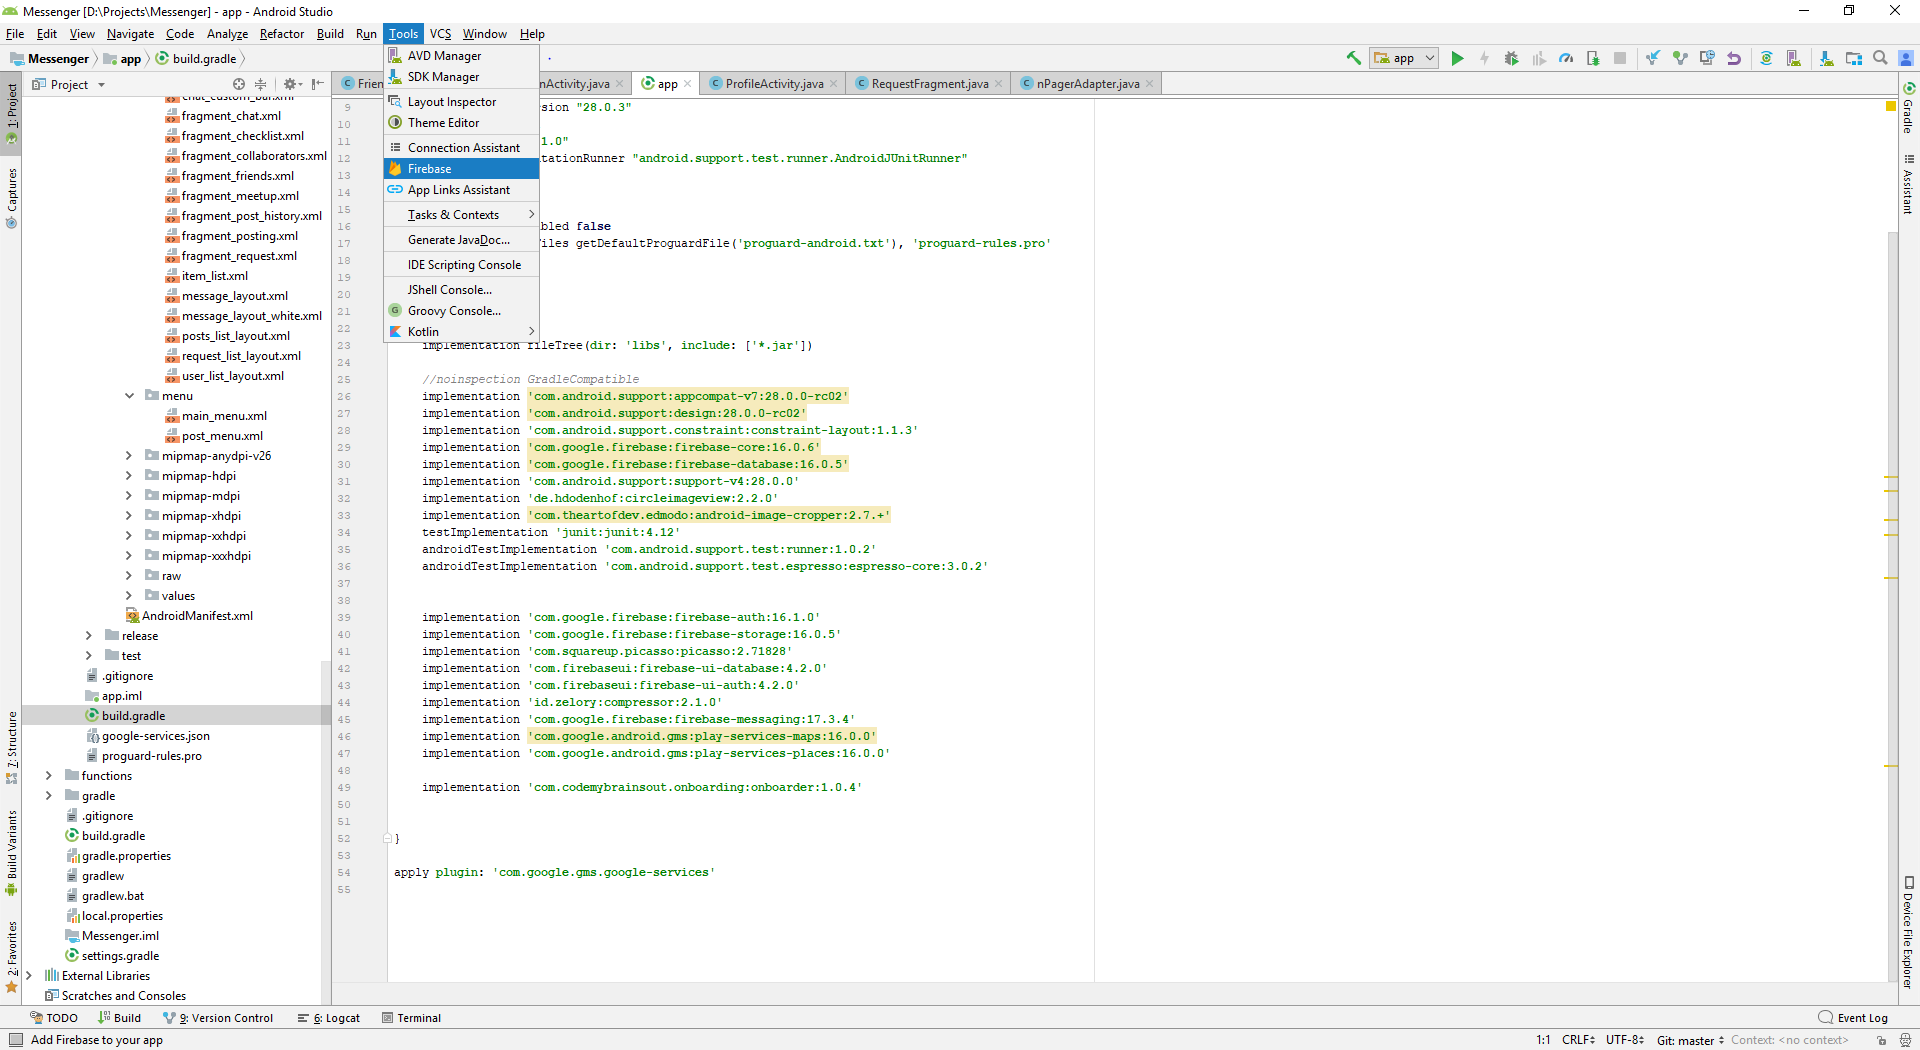 Messenger [D:\Projects\Messenger] - app - Android Studio
File Edit View Navigate Code Analyze Refactor Build Run Tools VCS Window Help
Messenger app build.gradle
app
Project
Frien
nActivity.java
app
ProfileActivity.java
RequestFragment.java
nPagerAdapter.java
1: Project
Captures
7: Structure
Build Variants
2: Favorites
AVD Manager
SDK Manager
Layout Inspector
Theme Editor
Connection Assistant
Firebase
App Links Assistant
Tasks & Contexts
Generate JavaDoc...
IDE Scripting Console
JShell Console...
Groovy Console...
Kotlin
chat_custom_bar.xml
fragment_chat.xml
fragment_checklist.xml
fragment_collaborators.xml
fragment_friends.xml
fragment_meetup.xml
fragment_post_history.xml
fragment_posting.xml
fragment_request.xml
item_list.xml
message_layout.xml
message_layout_white.xml
posts_list_layout.xml
request_list_layout.xml
user_list_layout.xml
menu
main_menu.xml
post_menu.xml
mipmap-anydpi-v26
mipmap-hdpi
mipmap-mdpi
mipmap-xhdpi
mipmap-xxhdpi
mipmap-xxxhdpi
raw
values
AndroidManifest.xml
release
test
.gitignore
app.iml
build.gradle
google-services.json
proguard-rules.pro
functions
gradle
.gitignore
build.gradle
gradle.properties
gradlew
gradlew.bat
local.properties
Messenger.iml
settings.gradle
External Libraries
Scratches and Consoles
9 rsion "28.0.3"
10
11 1.0"
12 tationRunner "android.support.test.runner.AndroidJUnitRunner"
13
14
15
16 bled false
17 iles getDefaultProguardFile('proguard-android.txt'), 'proguard-rules.pro'
18
19
20
21
22
23 implementation fileTree(dir: 'libs', include: ['*.jar'])
24
25 //noinspection GradleCompatible
26 implementation 'com.android.support:appcompat-v7:28.0.0-rc02'
27 implementation 'com.android.support:design:28.0.0-rc02'
28 implementation 'com.android.support.constraint:constraint-layout:1.1.3'
29 implementation 'com.google.firebase:firebase-core:16.0.6'
30 implementation 'com.google.firebase:firebase-database:16.0.5'
31 implementation 'com.android.support:support-v4:28.0.0'
32 implementation 'de.hdodenhof:circleimageview:2.2.0'
33 implementation 'com.theartofdev.edmodo:android-image-cropper:2.7.+'
34 testImplementation 'junit:junit:4.12'
35 androidTestImplementation 'com.android.support.test:runner:1.0.2'
36 androidTestImplementation 'com.android.support.test.espresso:espresso-core:3.0.2'
37
38
39 implementation 'com.google.firebase:firebase-auth:16.1.0'
40 implementation 'com.google.firebase:firebase-storage:16.0.5'
41 implementation 'com.squareup.picasso:picasso:2.71828'
42 implementation 'com.firebaseui:firebase-ui-database:4.2.0'
43 implementation 'com.firebaseui:firebase-ui-auth:4.2.0'
44 implementation 'id.zelory:compressor:2.1.0'
45 implementation 'com.google.firebase:firebase-messaging:17.3.4'
46 implementation 'com.google.android.gms:play-services-maps:16.0.0'
47 implementation 'com.google.android.gms:play-services-places:16.0.0'
48
49 implementation 'com.codemybrainsout.onboarding:onboarder:1.0.4'
50
51
52 }
53
54 apply plugin: 'com.google.gms.google-services'
55
Gradle
Assistant
Device File Explorer
TODO Build 9: Version Control 6: Logcat Terminal Event Log
Add Firebase to your app 1:1 CRLF UTF-8 Git: master Context: <no context>